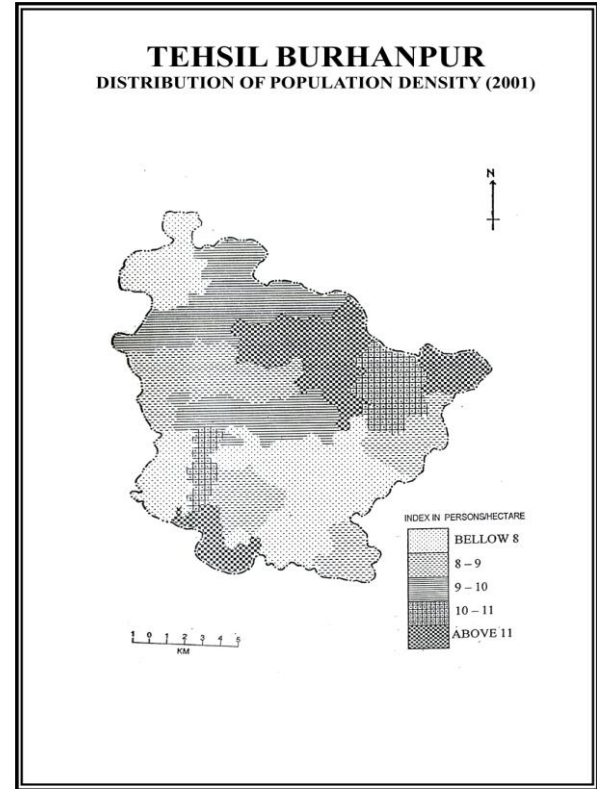 TEHSIL BURHANPUR
DISTRIBUTION OF POPULATION DENSITY (2001)
N
INDEX IN PERSONS/HECTARE
BELLOW 8
8 – 9
9 – 10
10 – 11
ABOVE 11
1 0 1 2 3 4 5
KM